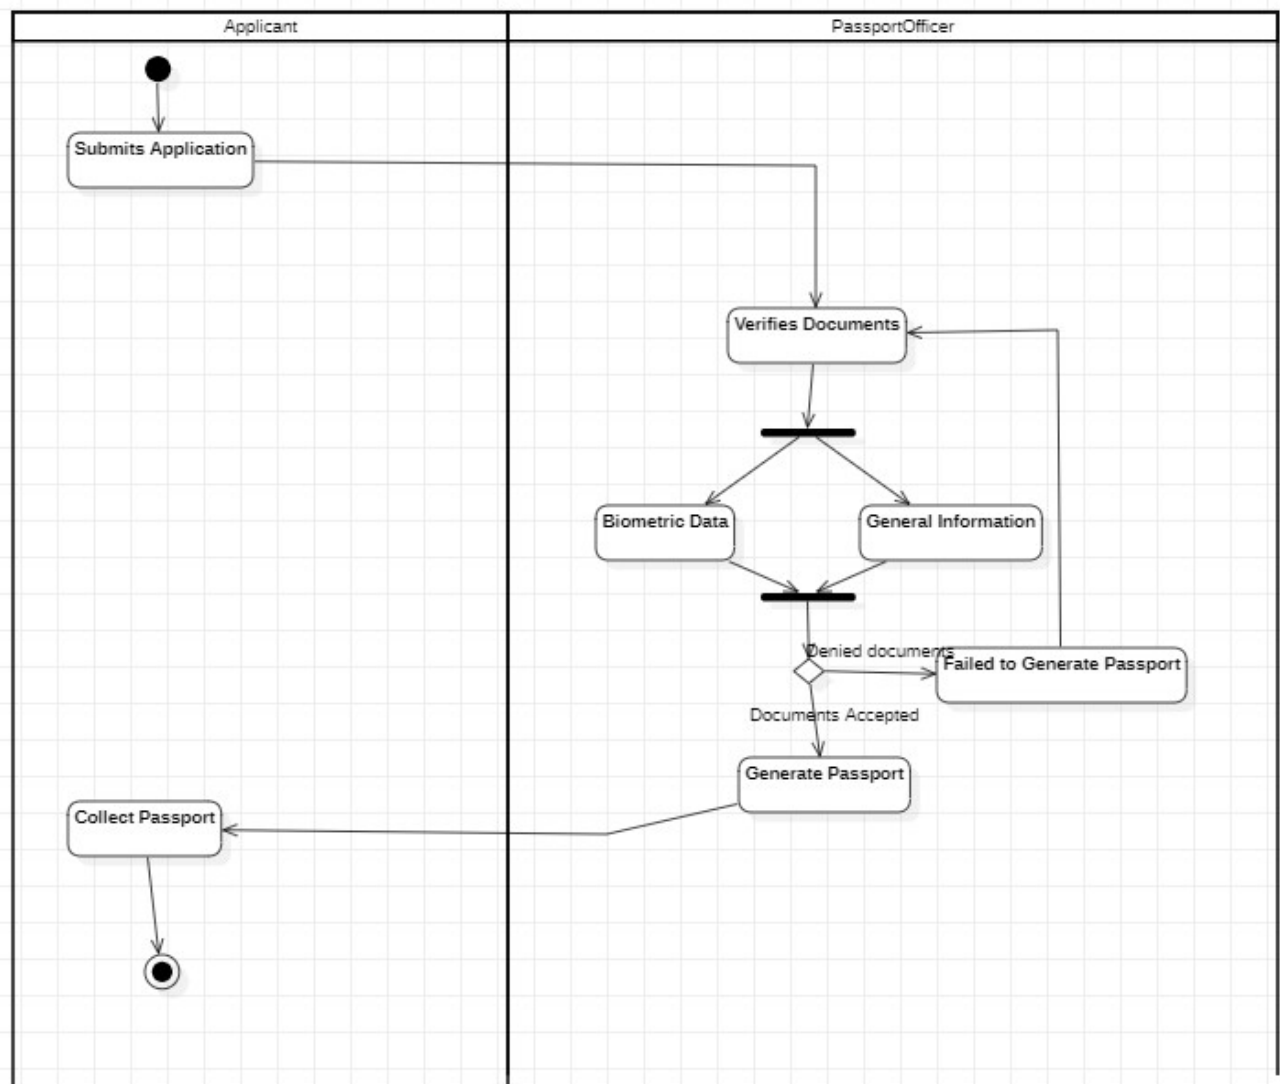 Applicant
PassportOfficer
Submits Application
Verifies Documents
Biometric Data
General Information
Denied documents
Failed to Generate Passport
Documents Accepted
Generate Passport
Collect Passport